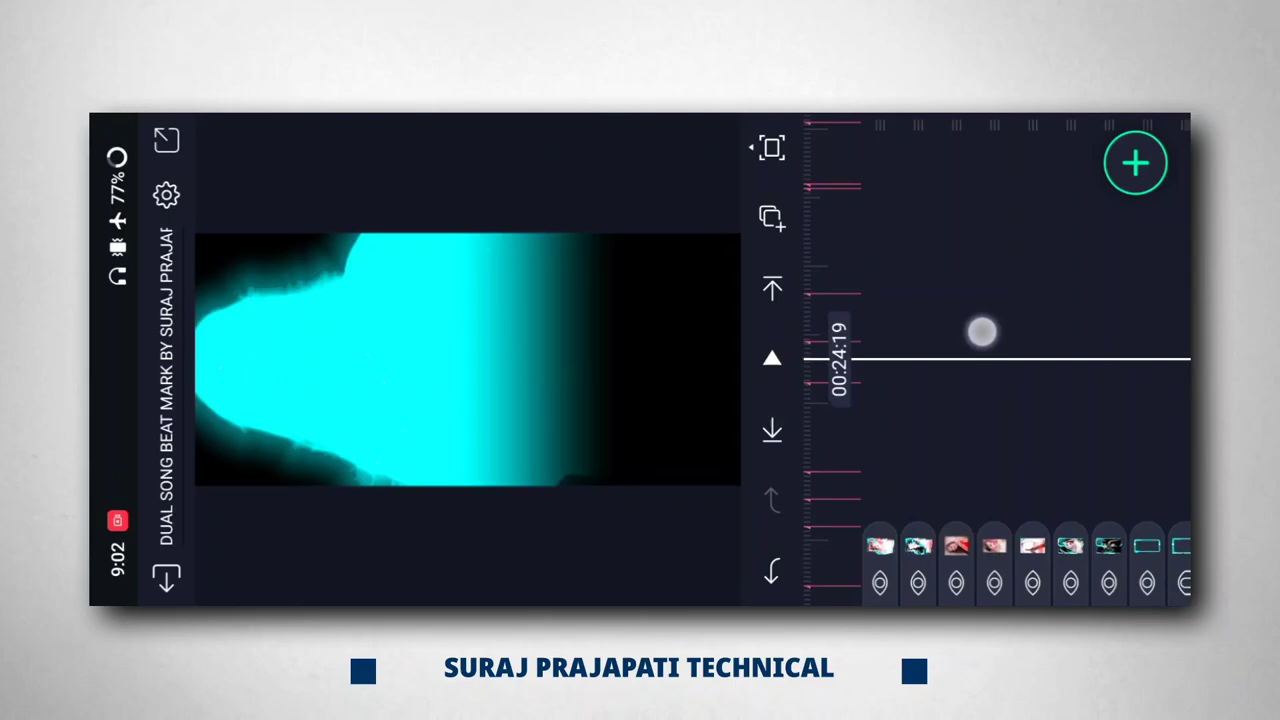 77%
9:02
DUAL SONG BEAT MARK BY SURAJ PRAJAP
00:24:19
SURAJ PRAJAPATI TECHNICAL